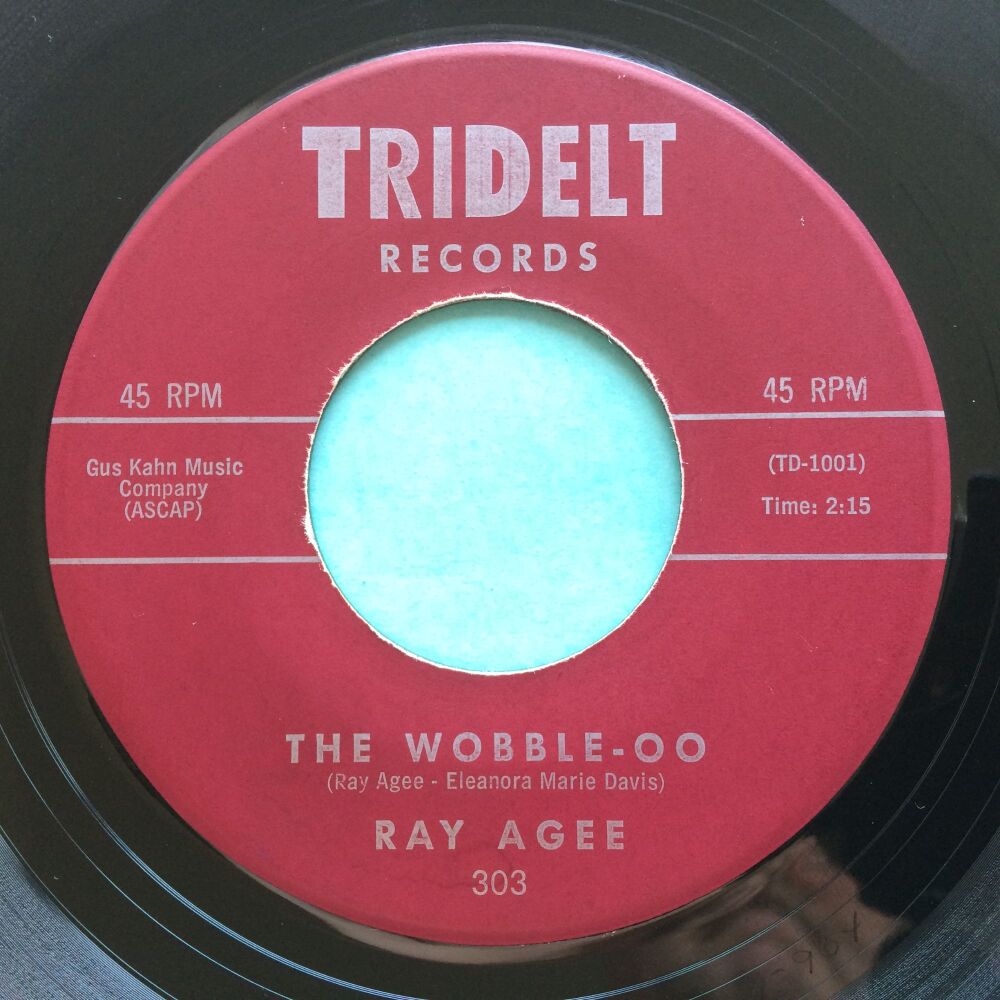 TRIDELT
RECORDS
45 RPM
45 RPM
Gus Kahn Music
Company
(ASCAP)
(TD-1001)
Time: 2:15
THE WOBBLE-OO
(Ray Agee - Eleanora Marie Davis)
RAY AGEE
303